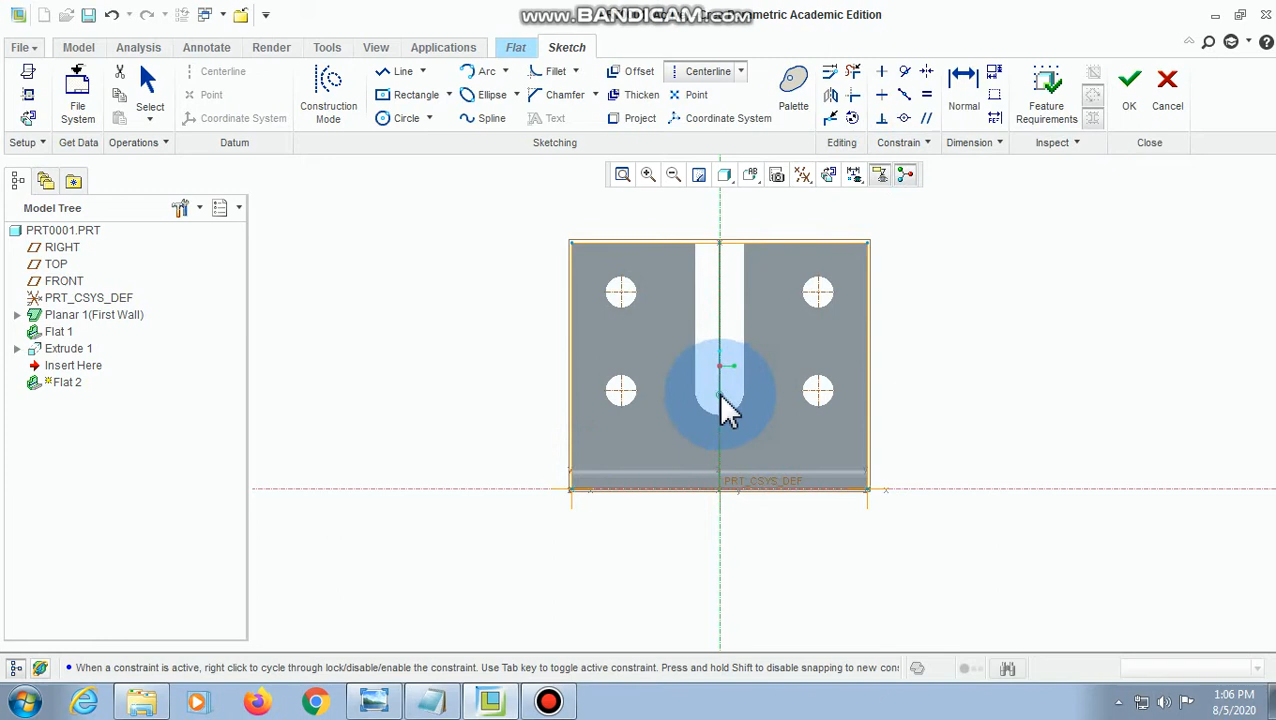 www.BANDICAM.com
metric Academic Edition
File
Model
Analysis
Annotate
Render
Tools
View
Applications
Flat
Sketch
File System
Select
Centerline
Point
Coordinate System
Construction Mode
Line
Arc
Fillet
Offset
Centerline
Rectangle
Ellipse
Chamfer
Thicken
Point
Circle
Spline
Text
Project
Coordinate System
Palette
Normal
Feature Requirements
OK
Cancel
Setup
Get Data
Operations
Datum
Sketching
Editing
Constrain
Dimension
Inspect
Close
Model Tree
PRT0001.PRT
RIGHT
TOP
FRONT
PRT_CSYS_DEF
Planar 1(First Wall)
Flat 1
Extrude 1
Insert Here
*Flat 2
PRT_CSYS_DEF
When a constraint is active, right click to cycle through lock/disable/enable the constraint. Use Tab key to toggle active constraint. Press and hold Shift to disable snapping to new cons
1:06 PM
8/5/2020